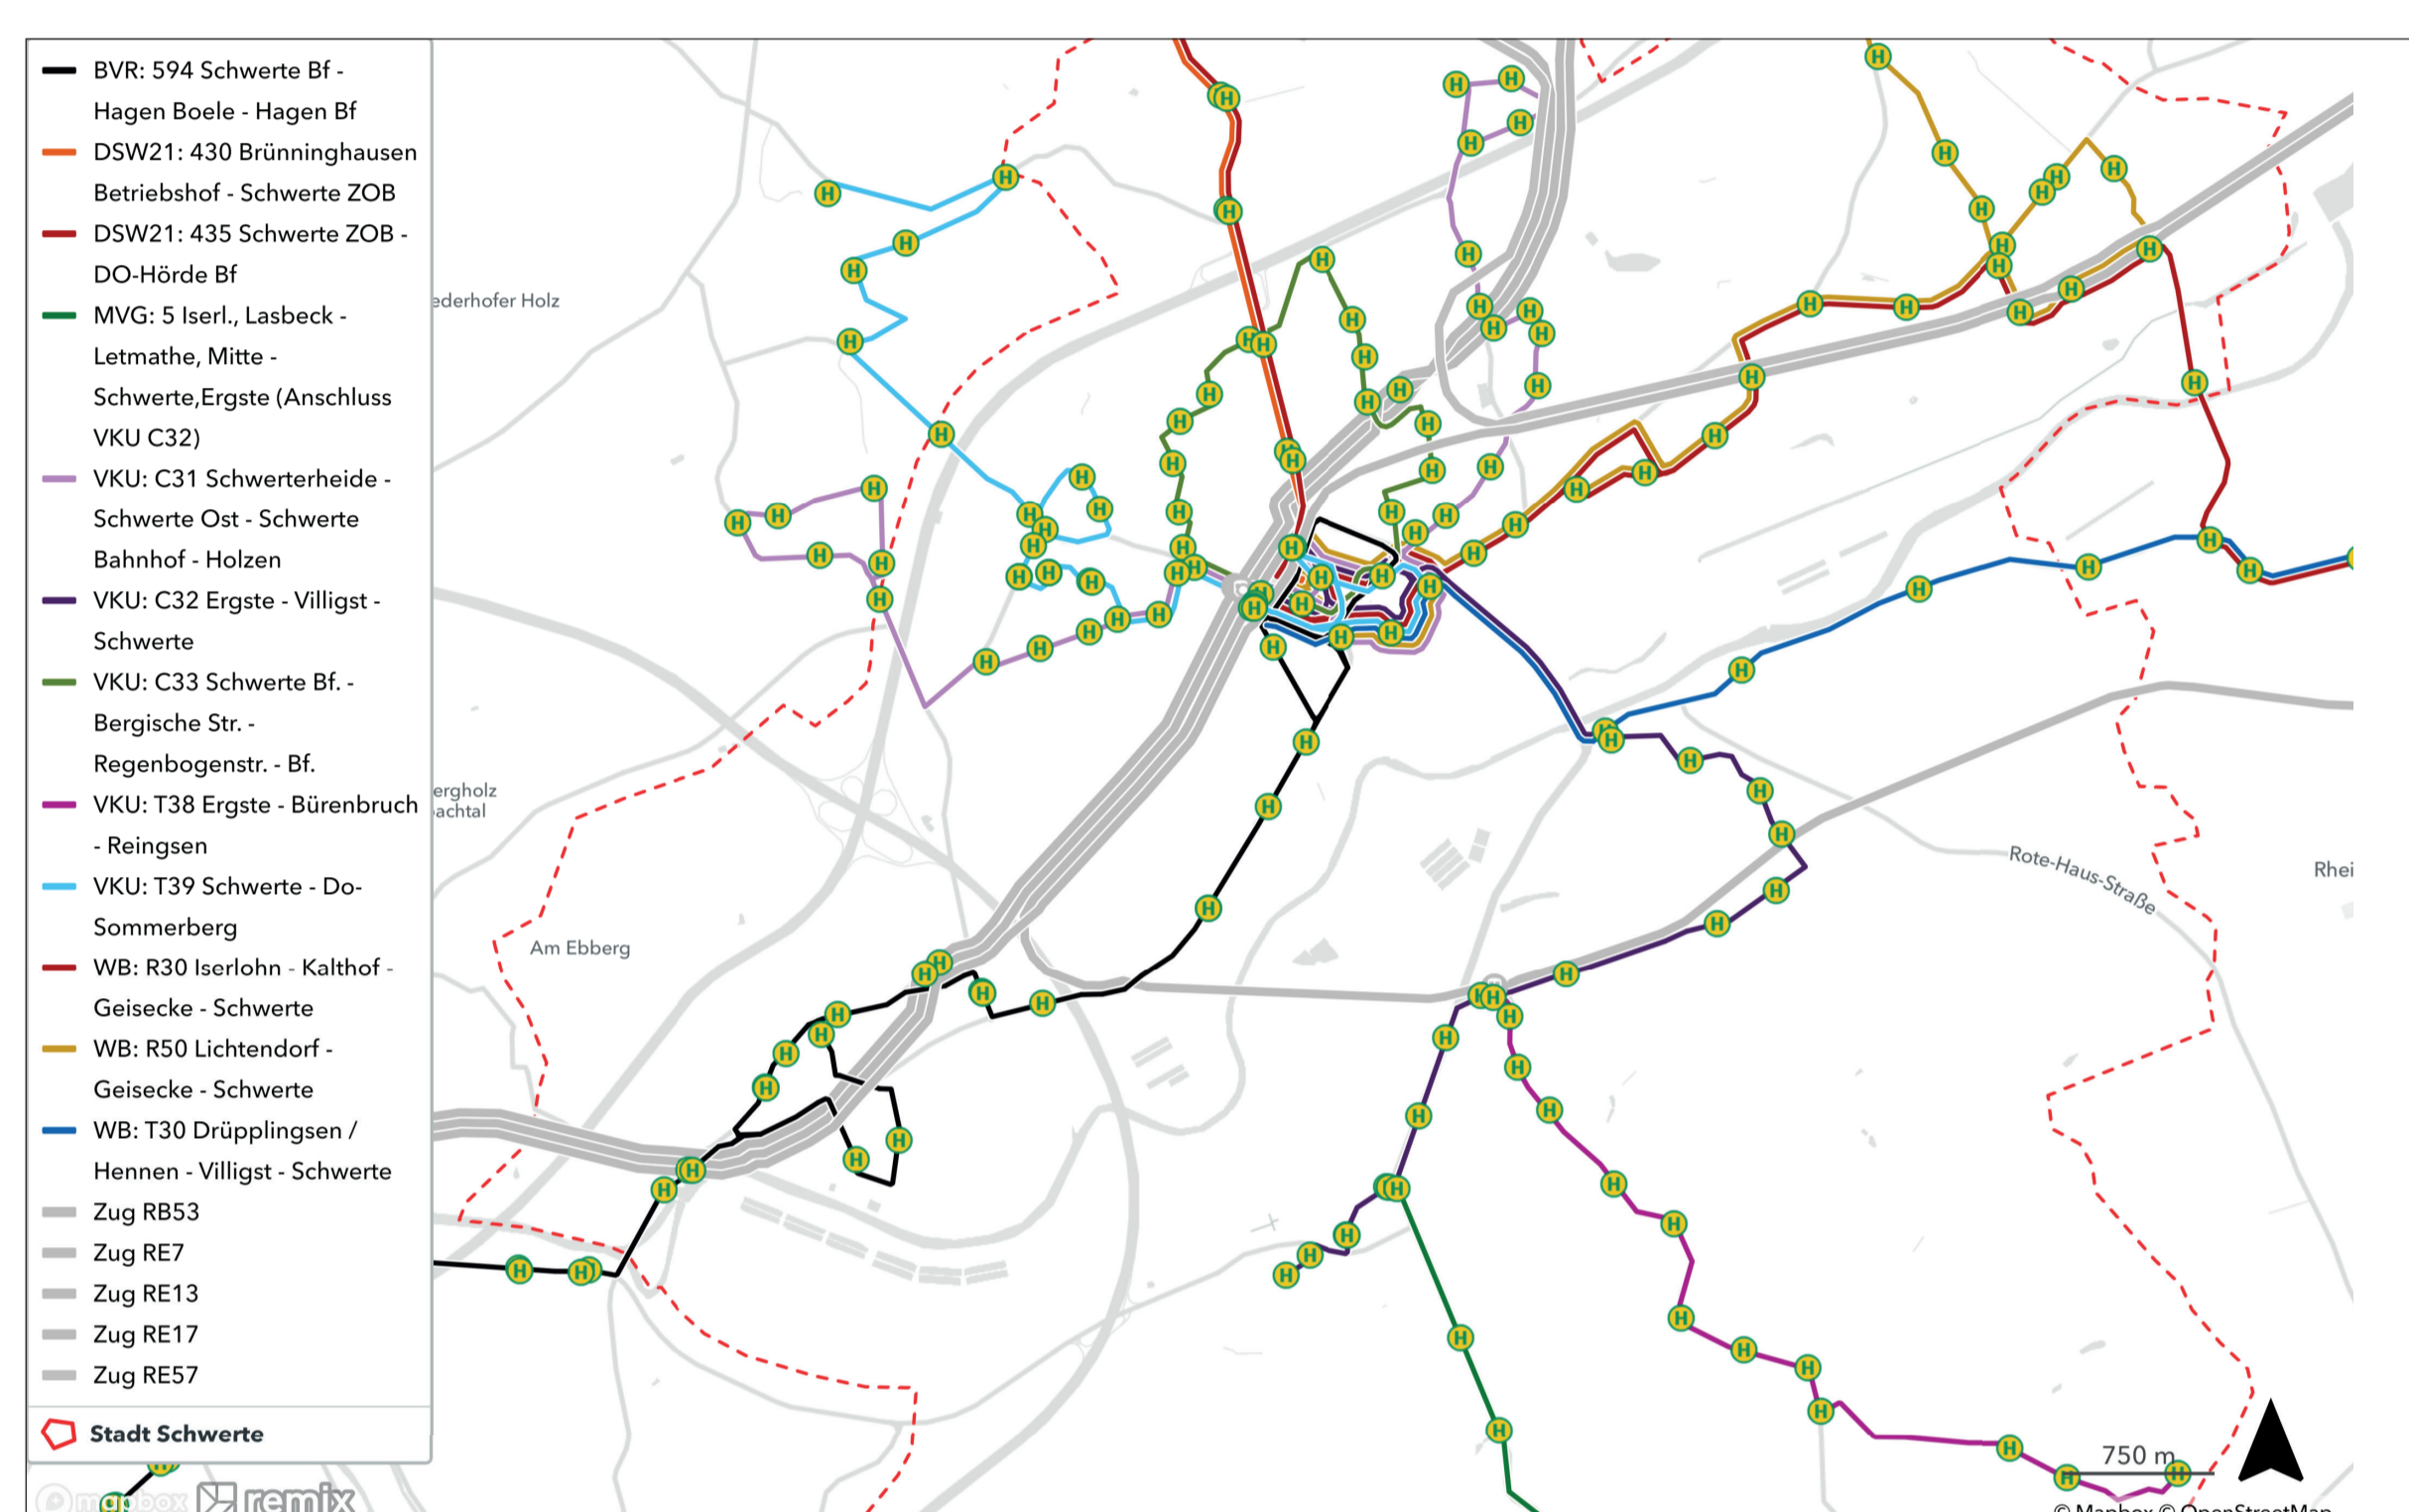 BVR: 594 Schwerte Bf -
Hagen Boele - Hagen Bf
DSW21: 430 Brünninghausen
Betriebshof - Schwerte ZOB
DSW21: 435 Schwerte ZOB -
DO-Hörde Bf
MVG: 5 Iserl., Lasbeck -
Letmathe, Mitte -
Schwerte,Ergste (Anschluss
VKU C32)
VKU: C31 Schwerterheide -
Schwerte Ost - Schwerte
Bahnhof - Holzen
VKU: C32 Ergste - Villigst -
Schwerte
VKU: C33 Schwerte Bf. -
Bergische Str. -
Regenbogenstr. - Bf.
VKU: T38 Ergste - Bürenbruch
- Reingsen
VKU: T39 Schwerte - Do-
Sommerberg
WB: R30 Iserlohn - Kalthof -
Geisecke - Schwerte
WB: R50 Lichtendorf -
Geisecke - Schwerte
WB: T30 Drüpplingsen /
Hennen - Villigst - Schwerte
Zug RB53
Zug RE7
Zug RE13
Zug RE17
Zug RE57
Stadt Schwerte
ederhofer Holz
ergholz
achtal
Am Ebberg
Rote-Haus-Straße
Rhei
750 m
mapbox remix
© Mapbox © OpenStreetMap